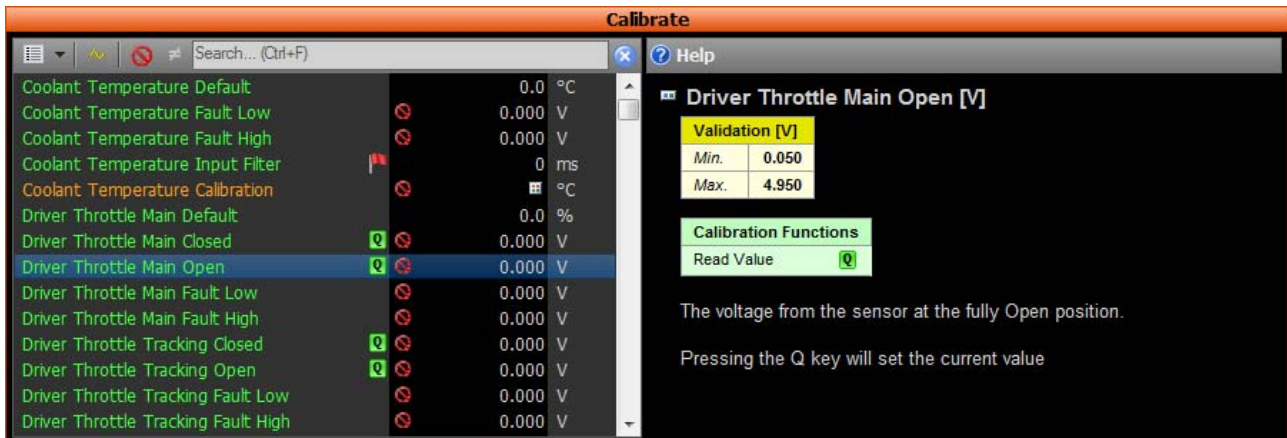 Calibrate
Search... (Ctrl+F)
Coolant Temperature Default 0.0 °C
Coolant Temperature Fault Low 0.000 V
Coolant Temperature Fault High 0.000 V
Coolant Temperature Input Filter 0 ms
Coolant Temperature Calibration °C
Driver Throttle Main Default 0.0 %
Driver Throttle Main Closed Q 0.000 V
Driver Throttle Main Open Q 0.000 V
Driver Throttle Main Fault Low 0.000 V
Driver Throttle Main Fault High 0.000 V
Driver Throttle Tracking Closed Q 0.000 V
Driver Throttle Tracking Open Q 0.000 V
Driver Throttle Tracking Fault Low 0.000 V
Driver Throttle Tracking Fault High 0.000 V
? Help
Driver Throttle Main Open [V]
Validation [V]
Min. 0.050
Max. 4.950
Calibration Functions
Read Value Q
The voltage from the sensor at the fully Open position.
Pressing the Q key will set the current value